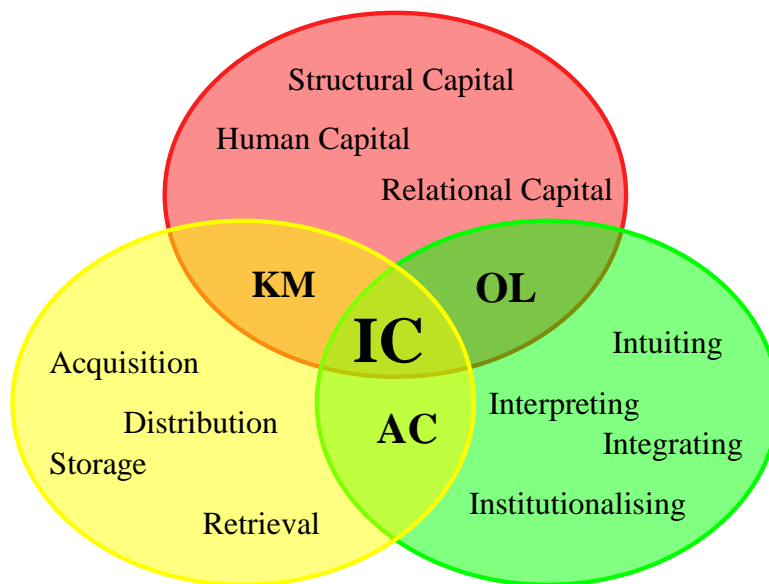 Structural Capital
Human Capital
Relational Capital
KM
OL
IC
Acquisition
Distribution
Storage
Retrieval
AC
Intuiting
Interpreting
Integrating
Institutionalising